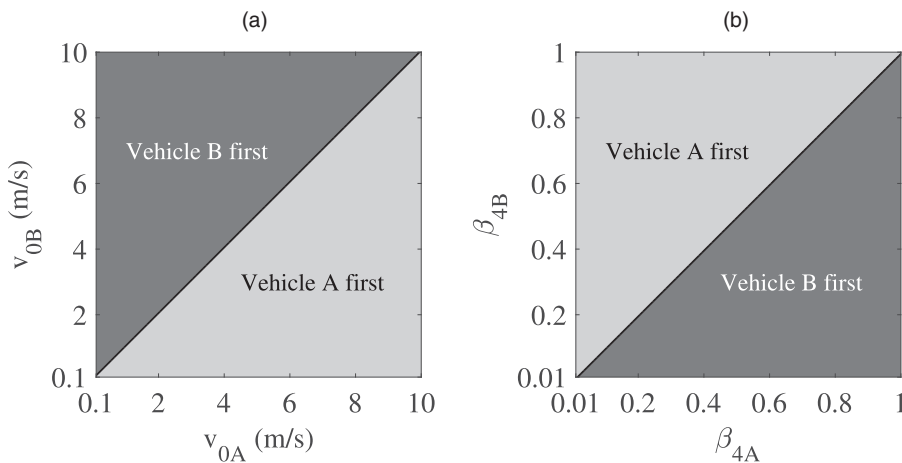 (a)
10
8
6
4
2
0.1
v0B (m/s)
Vehicle B first
Vehicle A first
0.1 2 4 6 8 10
v0A (m/s)
(b)
1
0.8
0.6
0.4
0.2
0.01
β4B
Vehicle A first
Vehicle B first
0.01 0.2 0.4 0.6 0.8 1
β4A